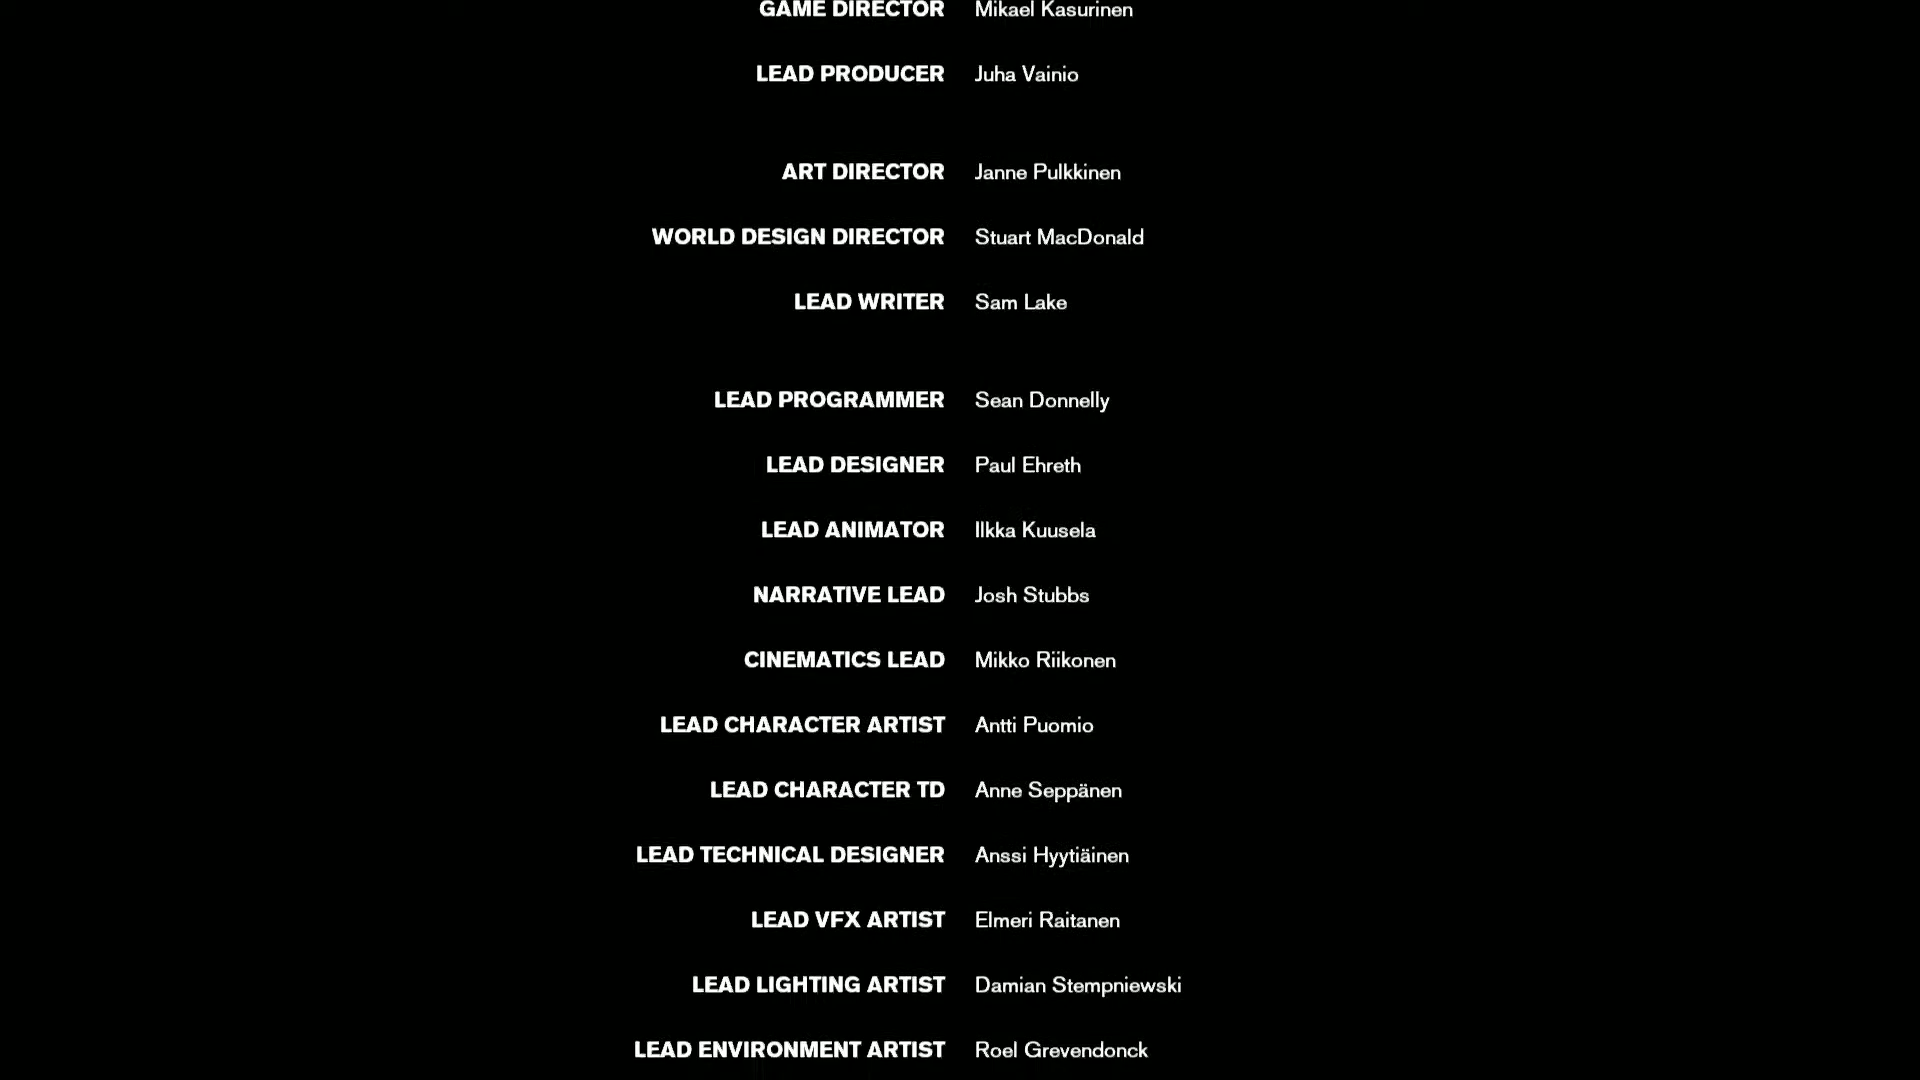 GAME DIRECTOR Mikael Kasurinen
LEAD PRODUCER Juha Vainio
ART DIRECTOR Janne Pulkkinen
WORLD DESIGN DIRECTOR Stuart MacDonald
LEAD WRITER Sam Lake
LEAD PROGRAMMER Sean Donnelly
LEAD DESIGNER Paul Ehreth
LEAD ANIMATOR Ilkka Kuusela
NARRATIVE LEAD Josh Stubbs
CINEMATICS LEAD Mikko Riikonen
LEAD CHARACTER ARTIST Antti Puomio
LEAD CHARACTER TD Anne Seppänen
LEAD TECHNICAL DESIGNER Anssi Hyytiäinen
LEAD VFX ARTIST Elmeri Raitanen
LEAD LIGHTING ARTIST Damian Stempniewski
LEAD ENVIRONMENT ARTIST Roel Grevendonck